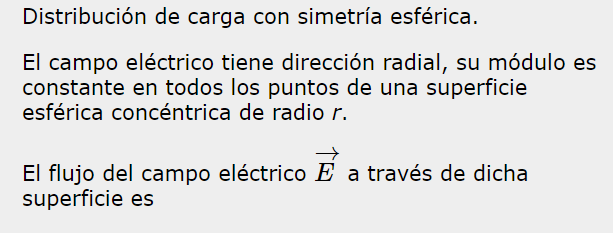 Distribución de carga con simetría esférica.
El campo eléctrico tiene dirección radial, su módulo es
constante en todos los puntos de una superficie
esférica concéntrica de radio r.
El flujo del campo eléctrico $\overrightarrow{E}$ a través de dicha
superficie es